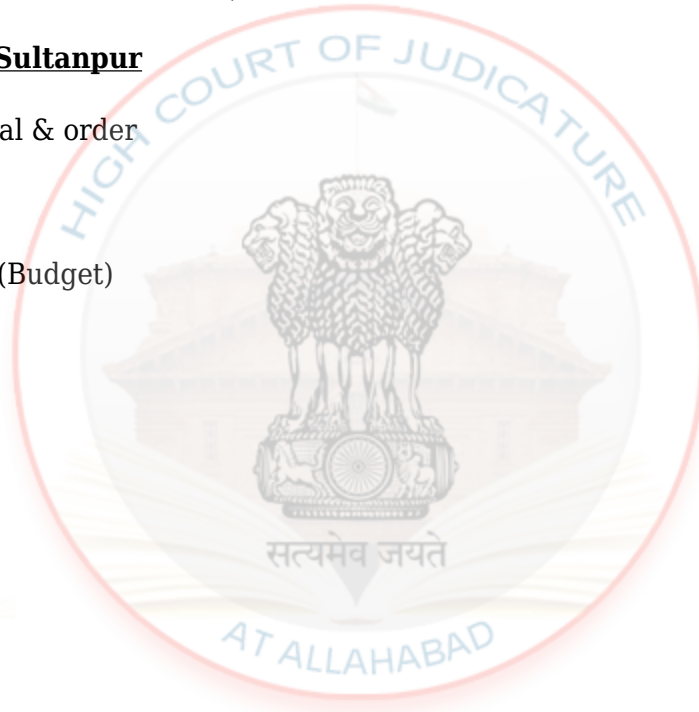 Sultanpur
al & order
(Budget)
HIGH COURT OF JUDICATURE
सत्यमेव जयते
AT ALLAHABAD